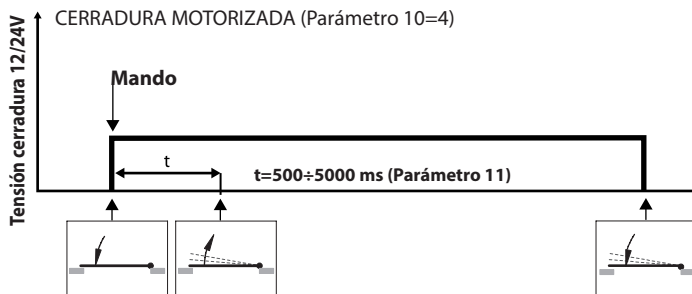 CERRADURA MOTORIZADA (Parámetro 10=4)
Tensión cerradura 12/24V
Mando
t
t=500÷5000 ms (Parámetro 11)